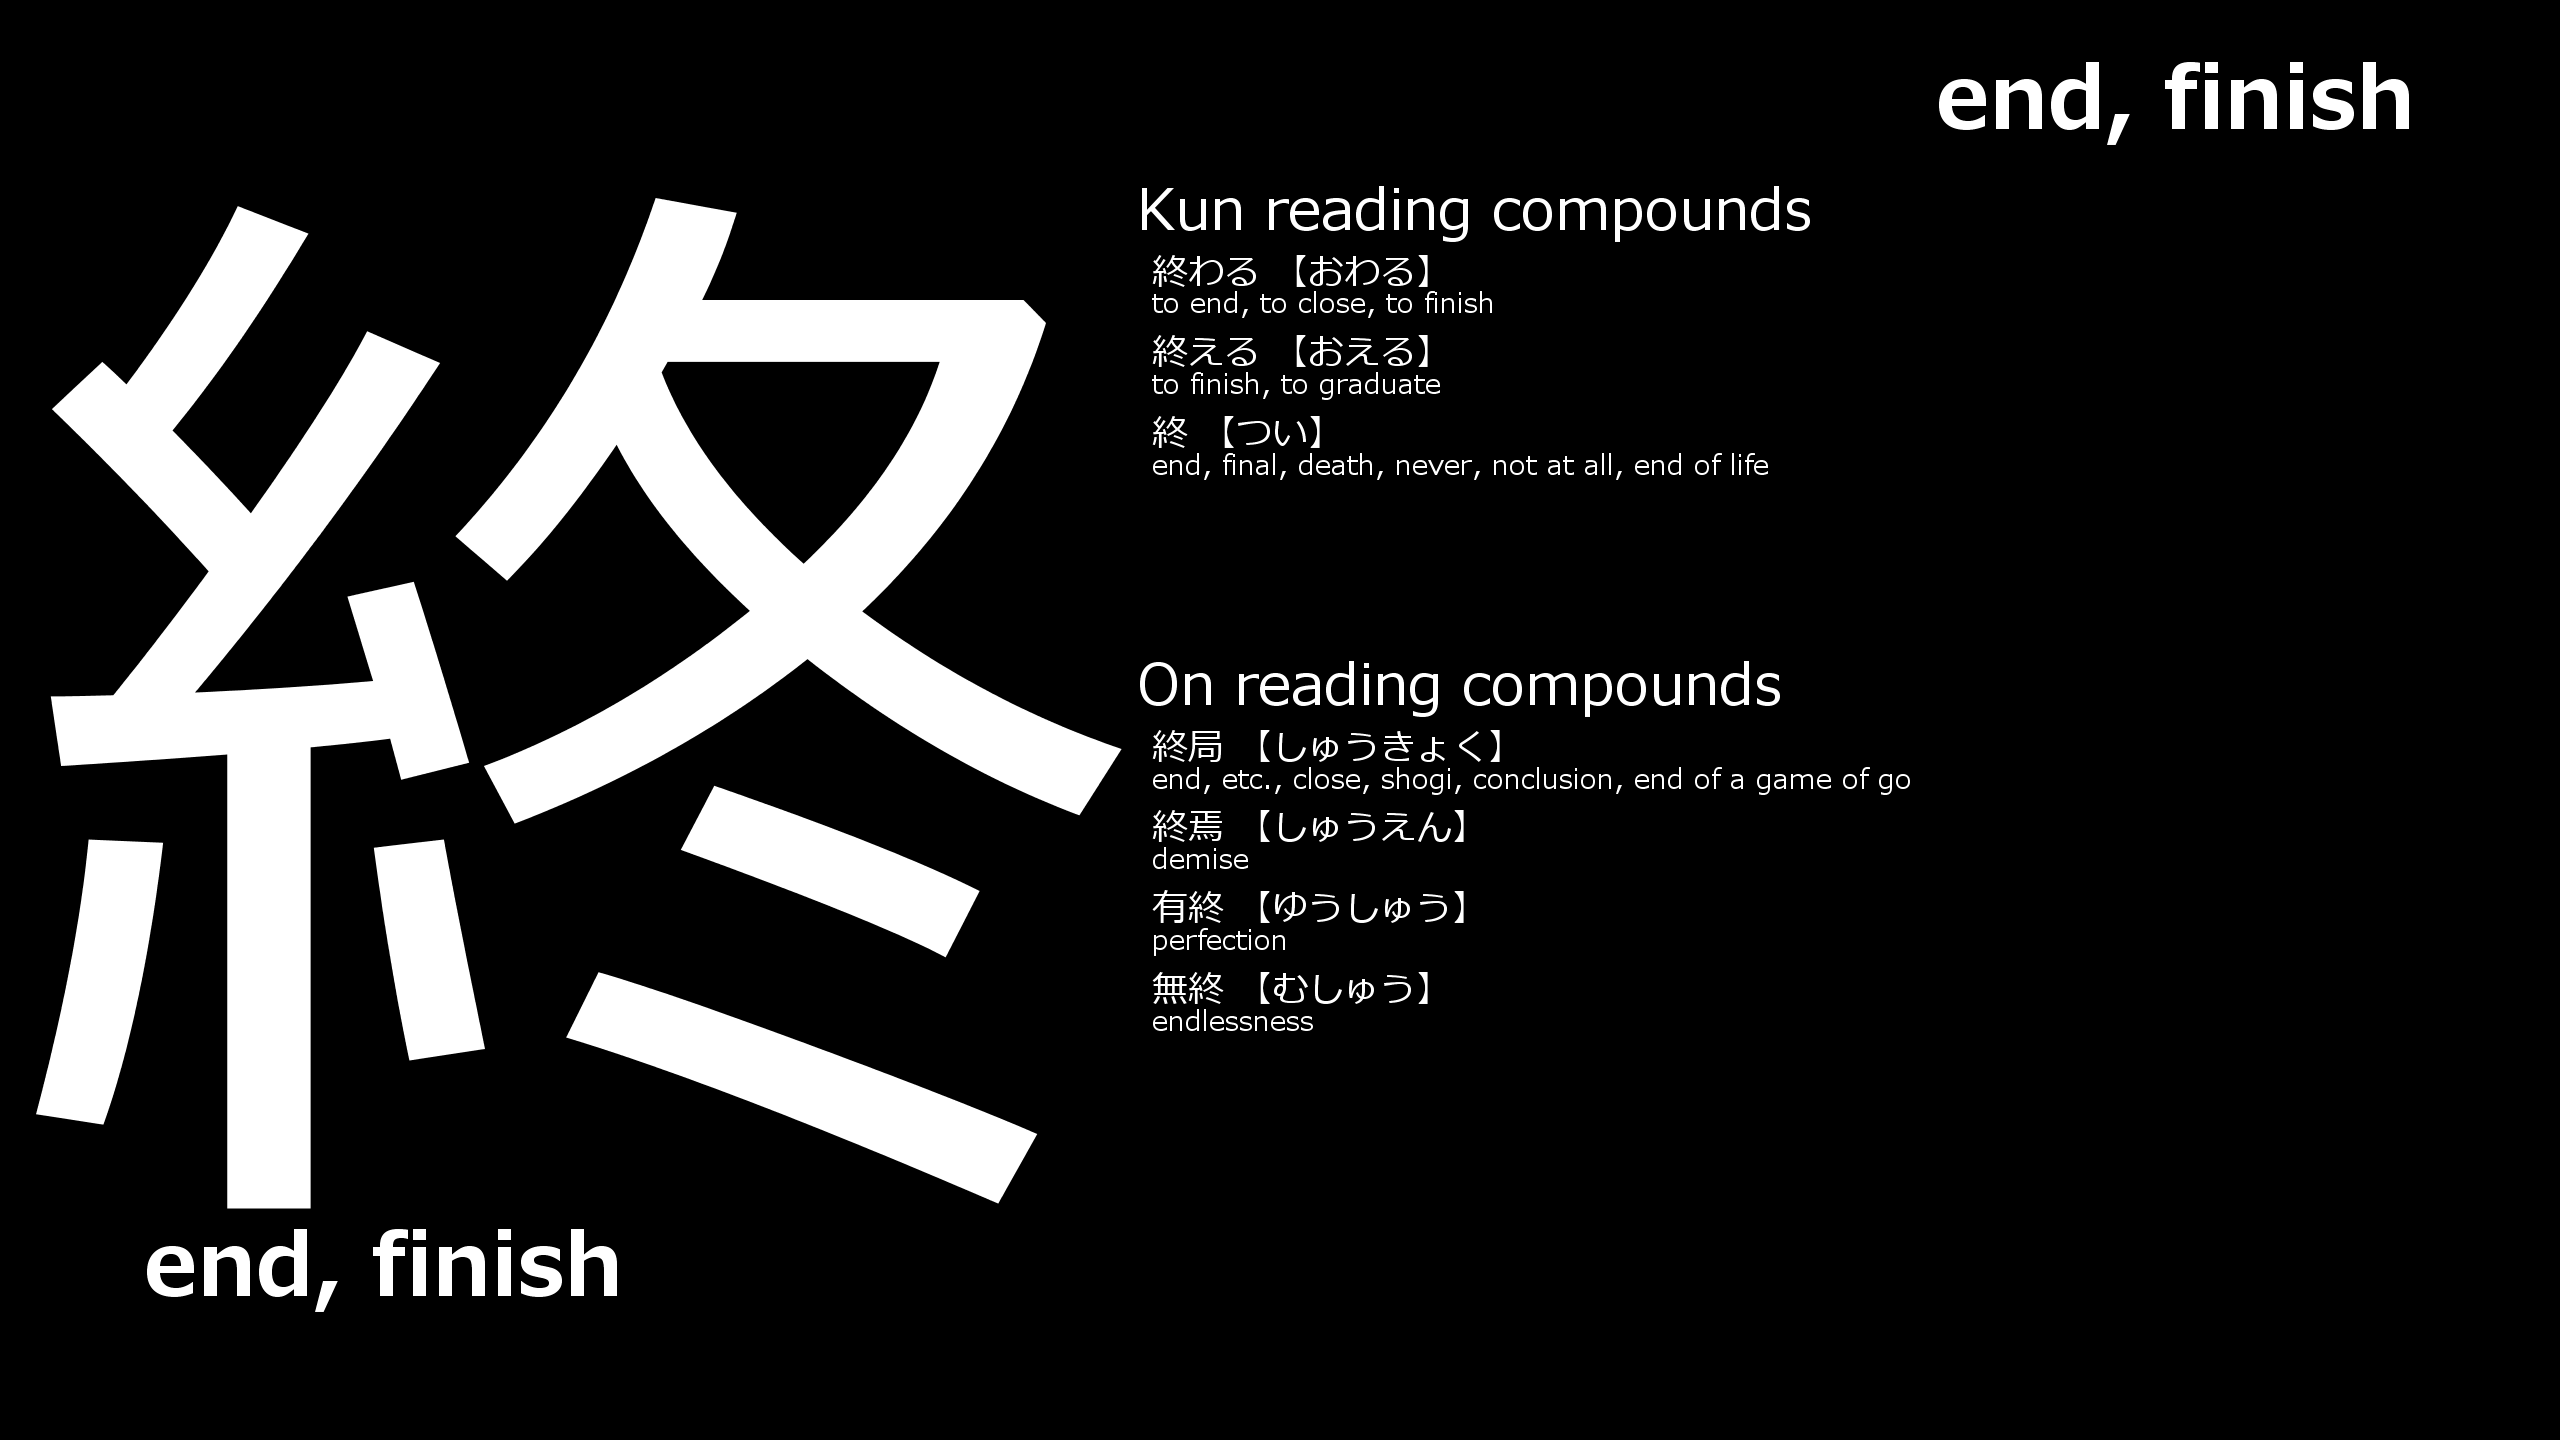 end, finish
終
end, finish
Kun reading compounds
終わる 【おわる】
to end, to close, to finish
終える 【おえる】
to finish, to graduate
終 【つい】
end, final, death, never, not at all, end of life
On reading compounds
終局 【しゅうきょく】
end, etc., close, shogi, conclusion, end of a game of go
終焉 【しゅうえん】
demise
有終 【ゆうしゅう】
perfection
無終 【むしゅう】
endlessness